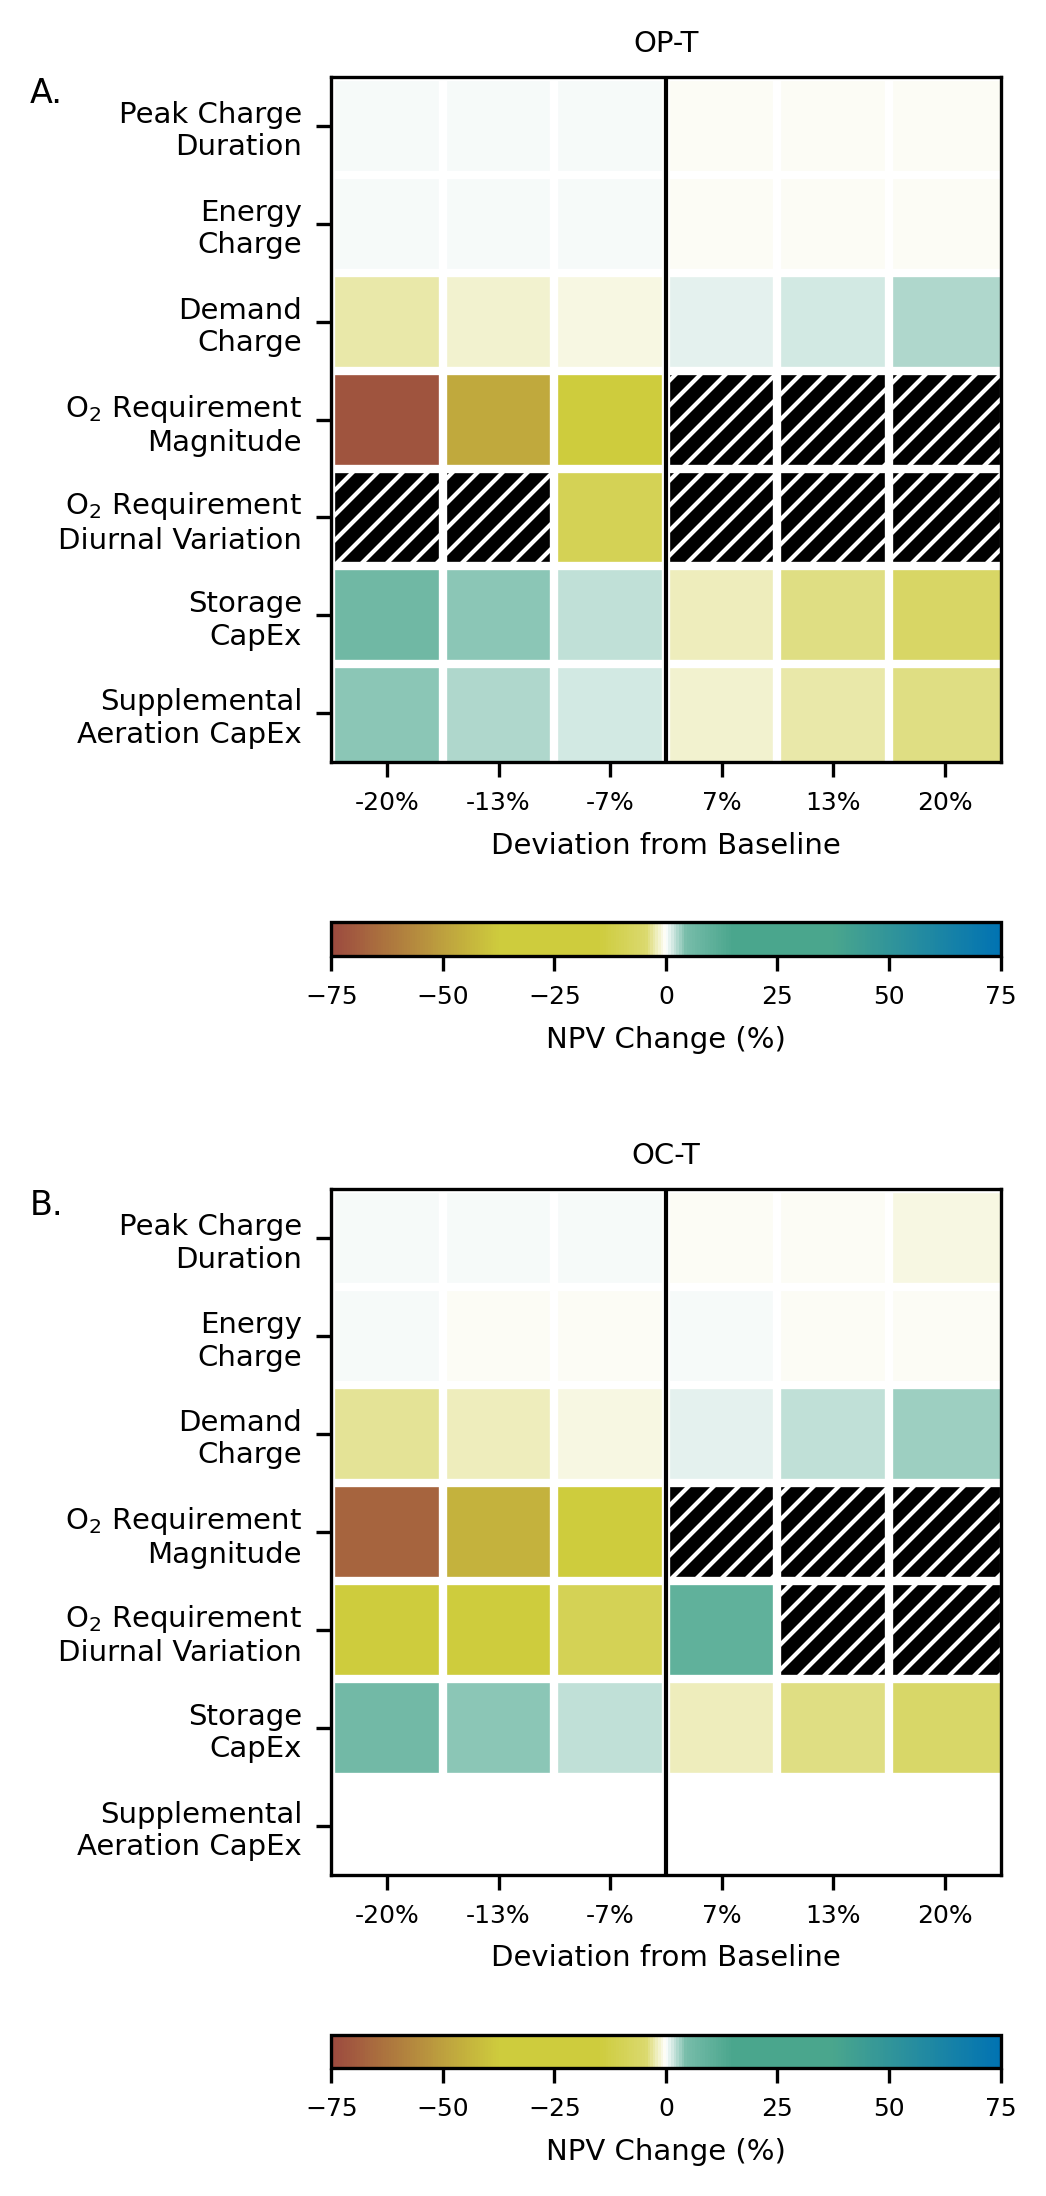 OP-T
A.
Peak Charge
Duration
Energy
Charge
Demand
Charge
O₂ Requirement
Magnitude
O₂ Requirement
Diurnal Variation
Storage
CapEx
Supplemental
Aeration CapEx
-20% -13% -7% 7% 13% 20%
Deviation from Baseline
−75 −50 −25 0 25 50 75
NPV Change (%)
OC-T
B.
Peak Charge
Duration
Energy
Charge
Demand
Charge
O₂ Requirement
Magnitude
O₂ Requirement
Diurnal Variation
Storage
CapEx
Supplemental
Aeration CapEx
-20% -13% -7% 7% 13% 20%
Deviation from Baseline
−75 −50 −25 0 25 50 75
NPV Change (%)